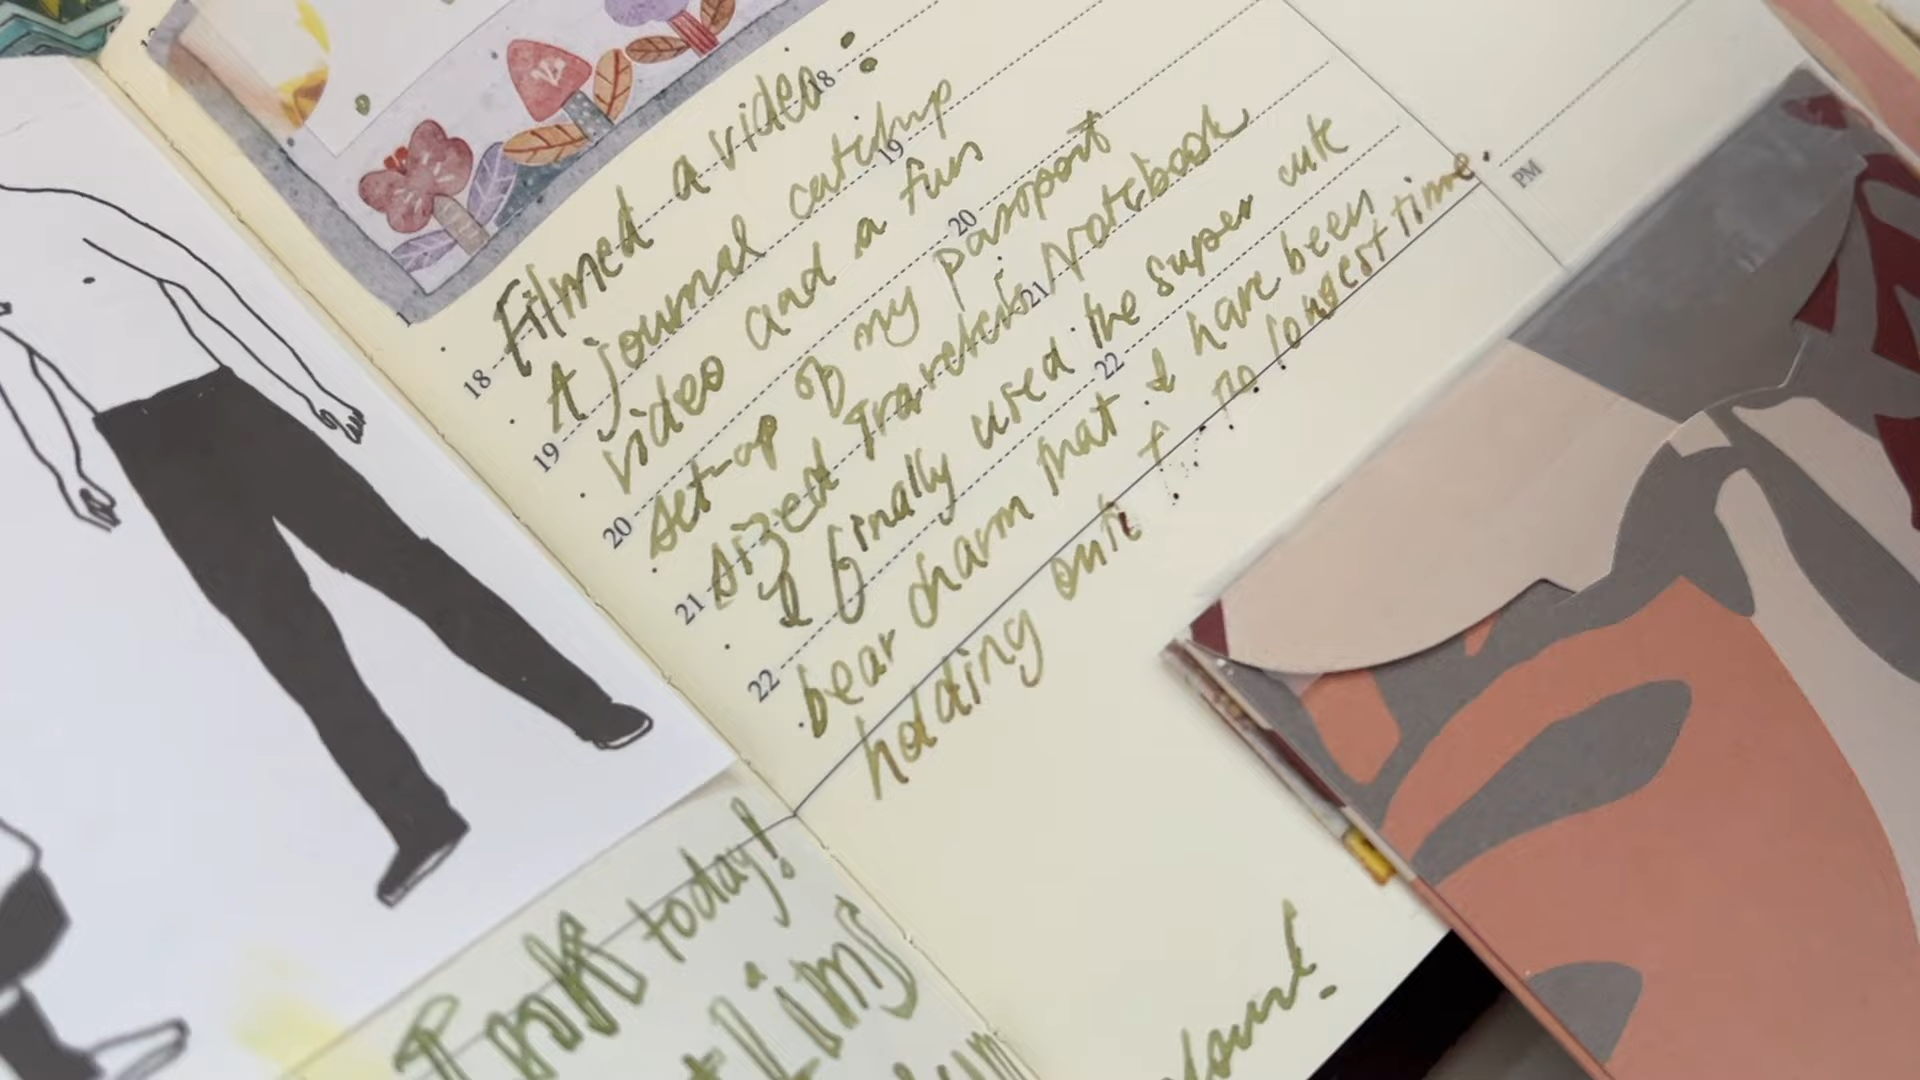 Filmed a video:
18
18
A journal catchup
19
19
video and a fun
20
20
set-up of my passport
21
21
sized Travelers Notebook
22
22
I finally used the super cute
bear charm that I have been
holding onto for longest time.
PM
today!